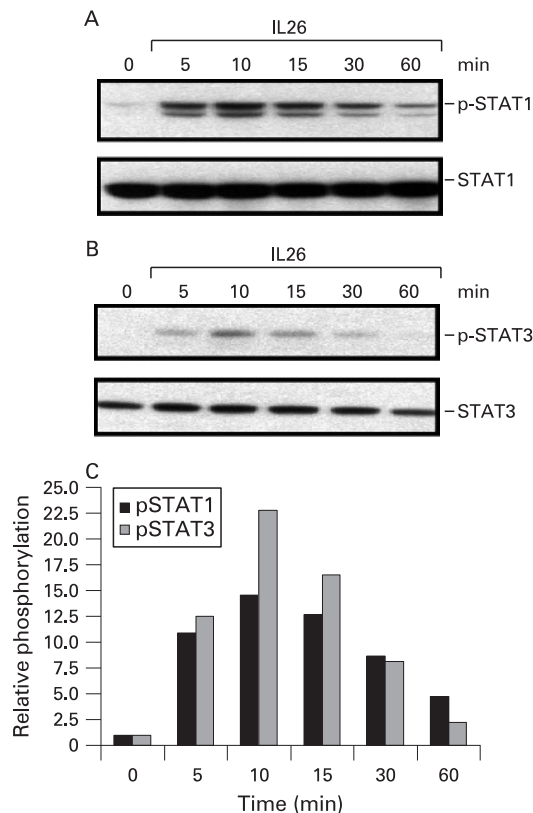 A
IL26
0 5 10 15 30 60 min
p-STAT1
STAT1
B
IL26
0 5 10 15 30 60 min
p-STAT3
STAT3
C
pSTAT1
pSTAT3
Relative phosphorylation
25.0
22.5
20.0
17.5
15.0
12.5
10.0
7.5
5.0
2.5
0
0 5 10 15 30 60
Time (min)